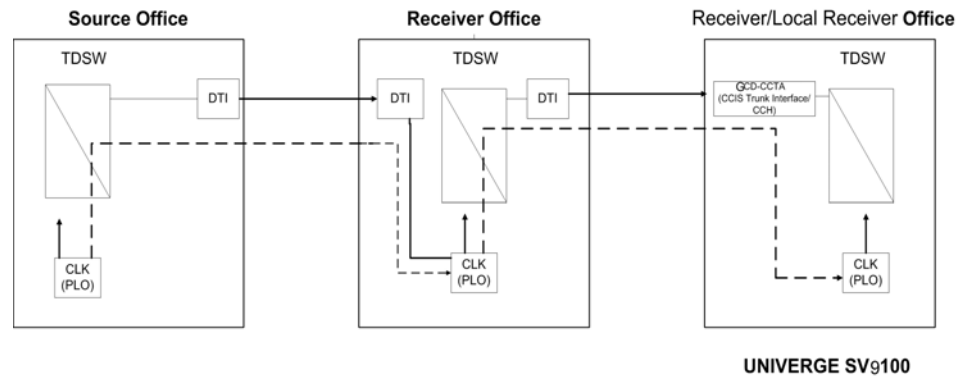 Source Office
Receiver Office
Receiver/Local Receiver Office
TDSW
TDSW
TDSW
DTI
DTI
DTI
GCD-CCTA
(CCIS Trunk Interface/
CCH)
CLK
(PLO)
CLK
(PLO)
CLK
(PLO)
UNIVERGE SV9100